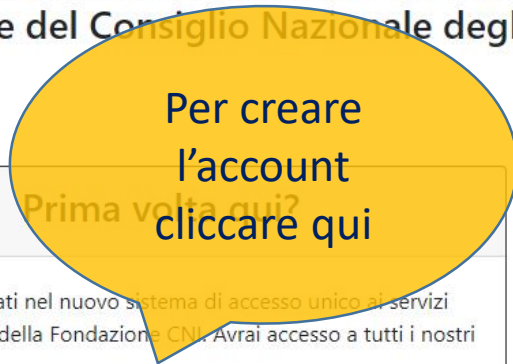 e del Consiglio Nazionale degl
Per creare
l'account
cliccare qui
Prima volta qui?
ati nel nuovo sistema di accesso unico ai servizi
della Fondazione CNI. Avrai accesso a tutti i nostri